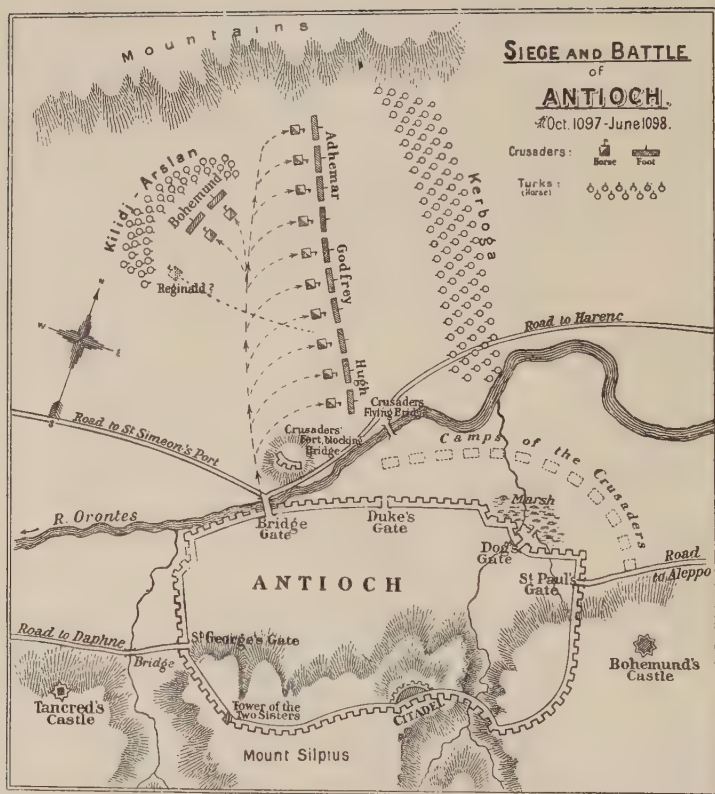 Mountains
SIEGE AND BATTLE
of
ANTIOCH.
Oct. 1097-June 1098.
Crusaders:
Horse
Foot
Turks:
(Horse)
Kilidj-Arslan
Bohemund
Reginald?
Adhemar
Godfrey
Hugh
Kerboga
N
W
E
S
Road to Harenc
Road to St Simeon's Port
Crusaders'
Fort, blocking
Bridge
Crusaders
Flying Bridge
Camps of the Crusaders
R. Orontes
Bridge
Gate
Duke's
Gate
Marsh
Dog's
Gate
St Paul's
Gate
Road
to Aleppo
ANTIOCH
Road to Daphne
St George's Gate
Bridge
Bohemund's
Castle
Tancred's
Castle
Tower of the
Two Sisters
CITADEL
Mount Silpius